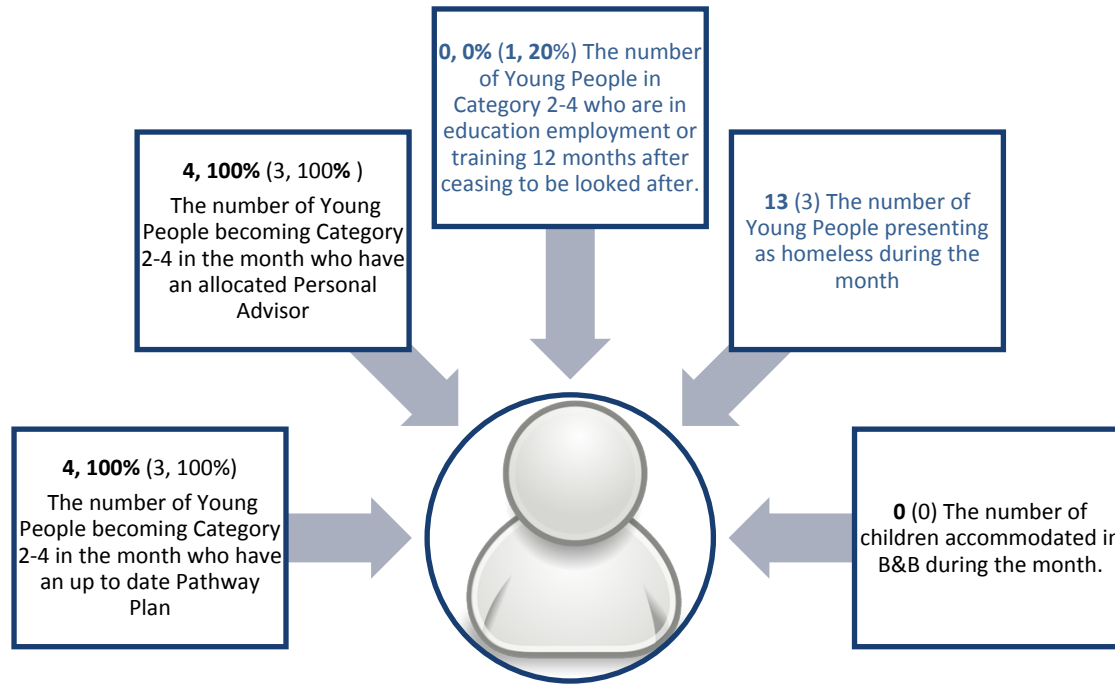 0, 0% (1, 20%) The number
of Young People in
Category 2-4 who are in
education employment or
training 12 months after
ceasing to be looked after.
4, 100% (3, 100% )
The number of Young
People becoming Category
2-4 in the month who have
an allocated Personal
Advisor
13 (3) The number of
Young People presenting
as homeless during the
month
4, 100% (3, 100%)
The number of Young
People becoming Category
2-4 in the month who have
an up to date Pathway
Plan
0 (0) The number of
children accommodated in
B&B during the month.